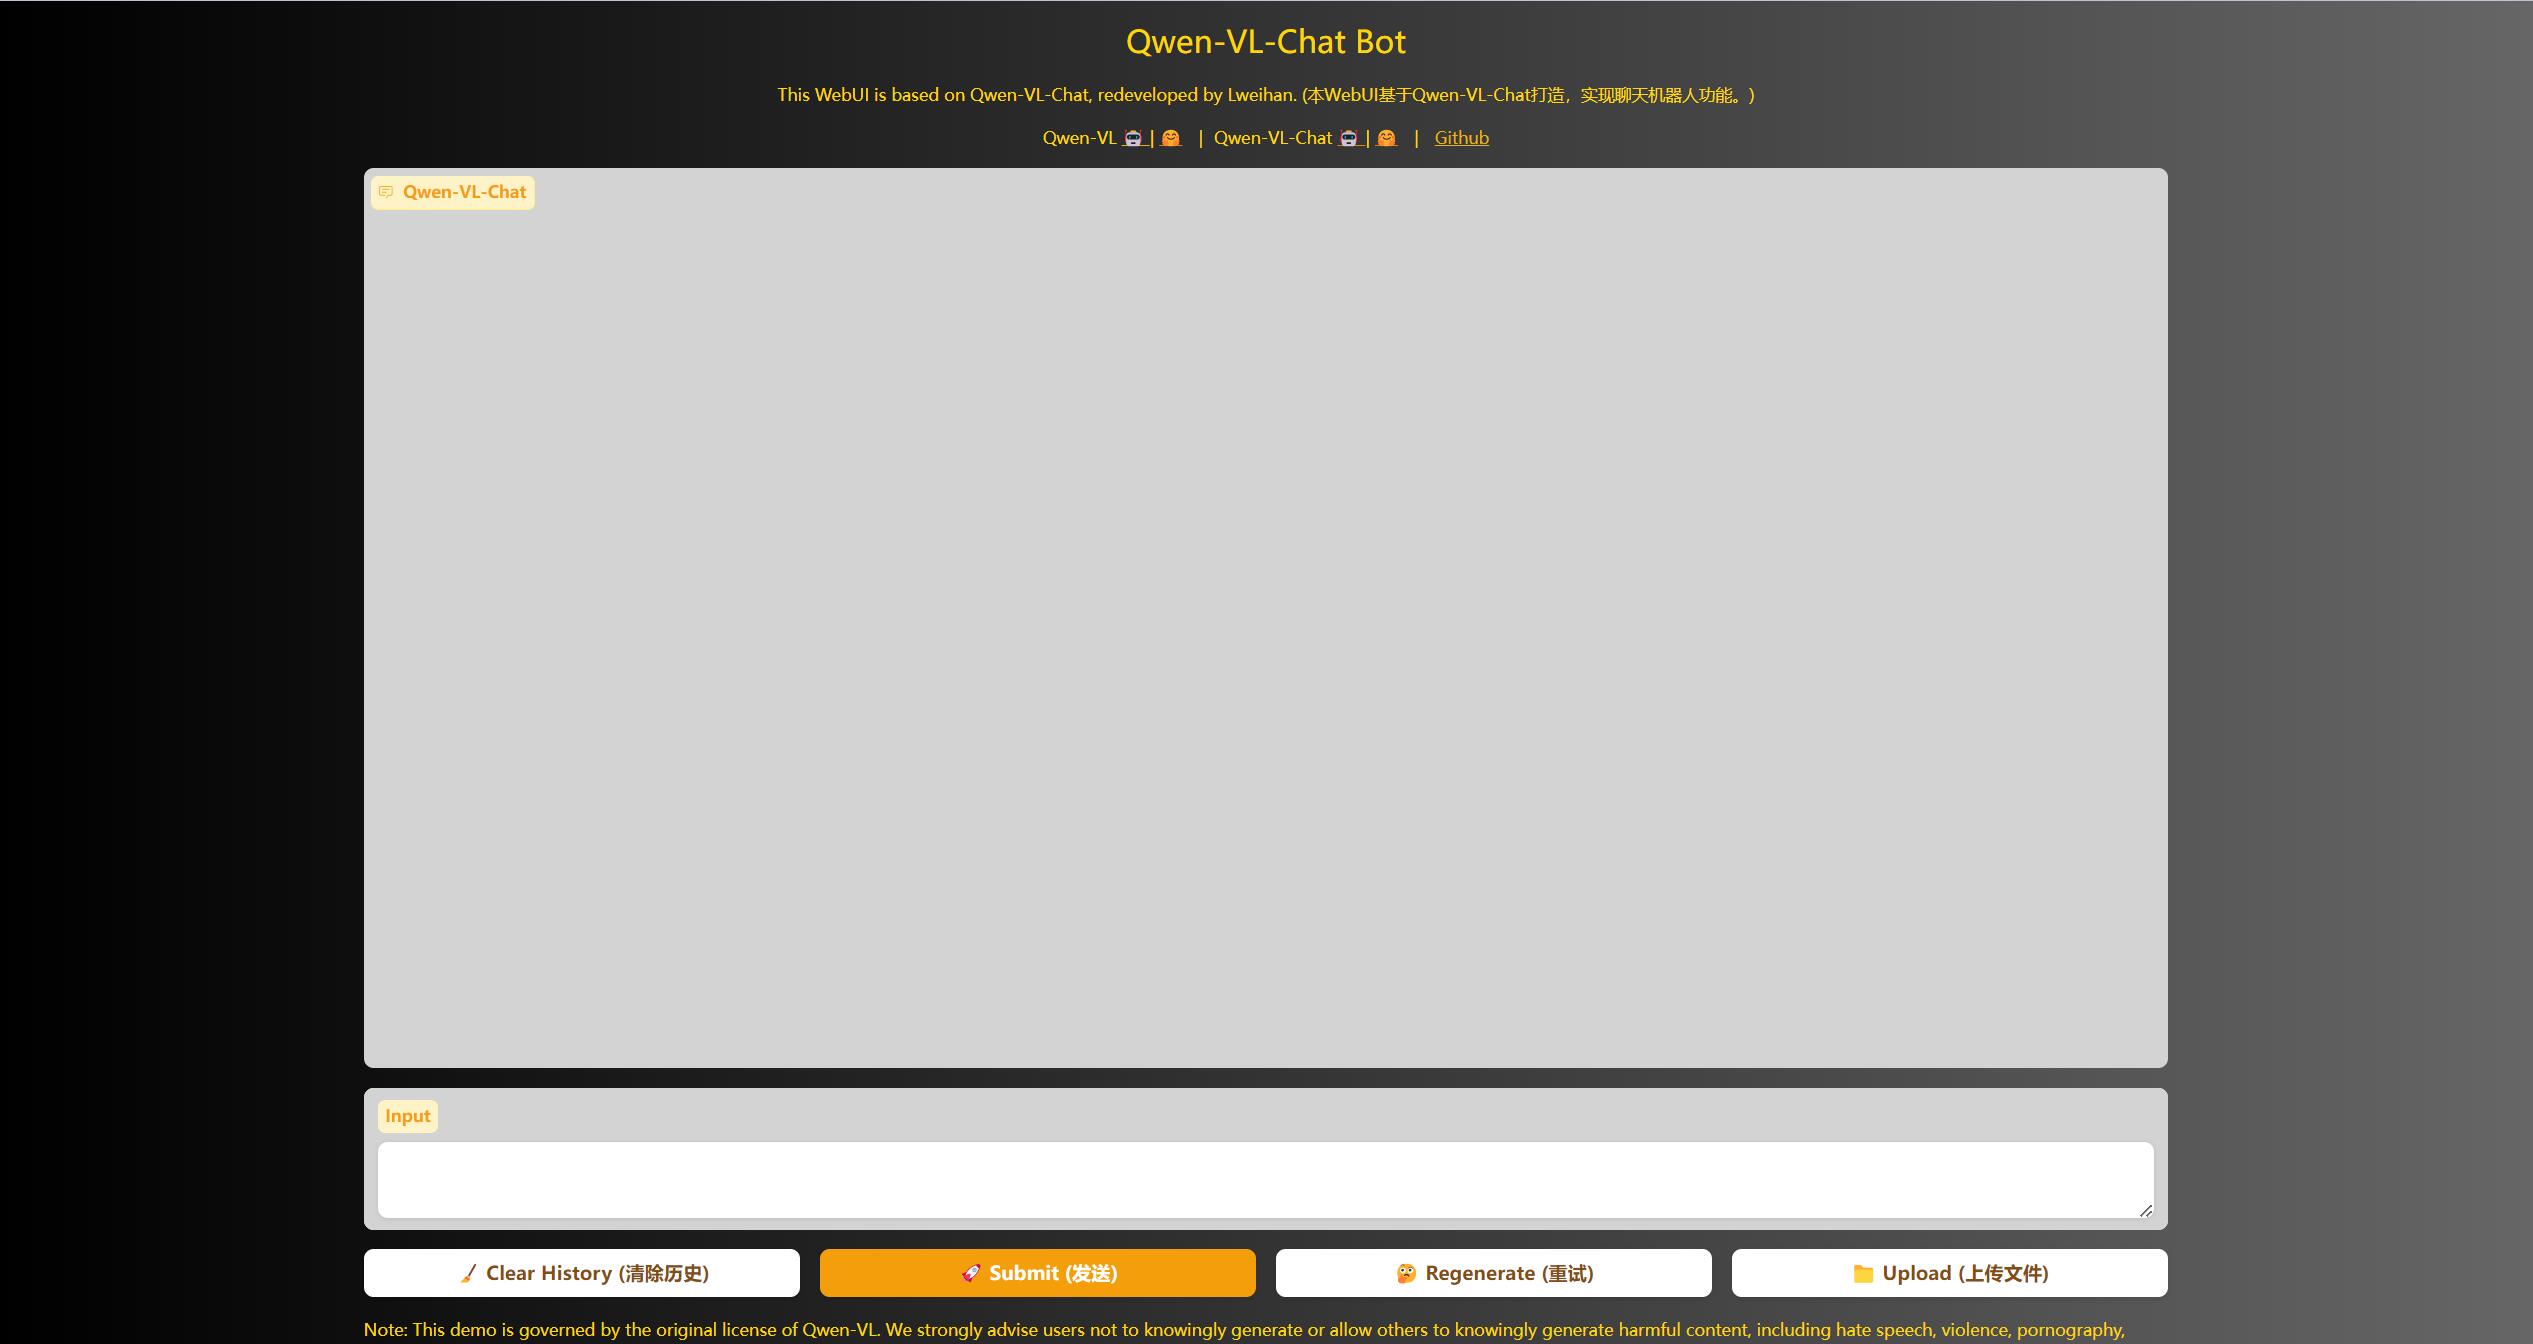 Qwen-VL-Chat Bot
This WebUI is based on Qwen-VL-Chat, redeveloped by Lweihan. (本WebUI基于Qwen-VL-Chat打造，实现聊天机器人功能。)
Qwen-VL 🤖 | 🤗 | Qwen-VL-Chat 🤖 | 🤗 | Github
Qwen-VL-Chat
Input
🧹 Clear History (清除历史) 🚀 Submit (发送) 🤔 Regenerate (重试) 📁 Upload (上传文件)
Note: This demo is governed by the original license of Qwen-VL. We strongly advise users not to knowingly generate or allow others to knowingly generate harmful content, including hate speech, violence, pornography,